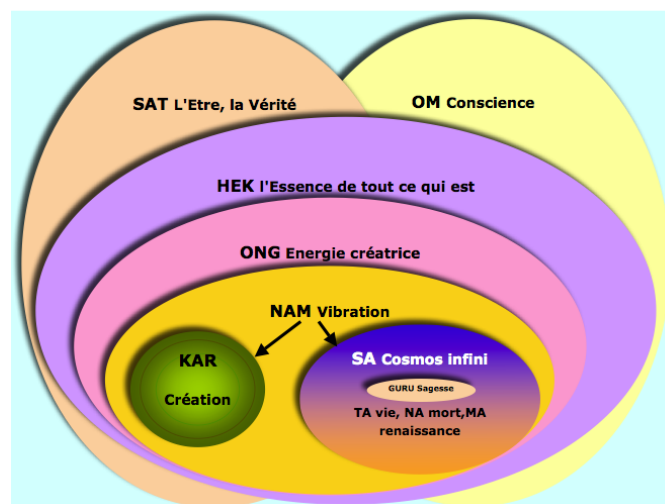 SAT L'Etre, la Vérité
OM Conscience
HEK l'Essence de tout ce qui est
ONG Energie créatrice
NAM Vibration
KAR
Création
SA Cosmos infini
GURU Sagesse
TA vie, NA mort,MA
renaissance